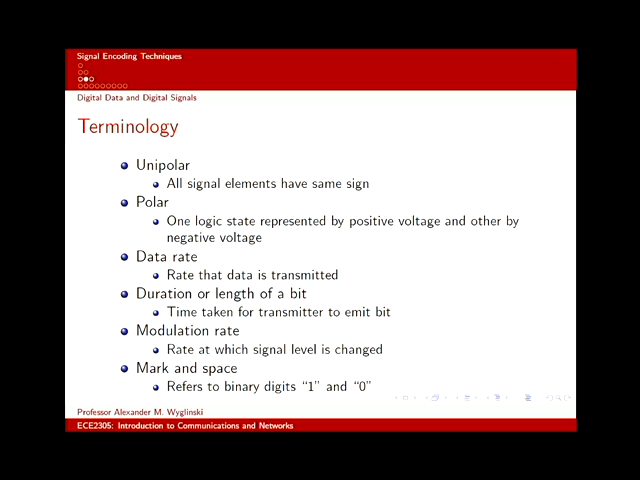 Signal Encoding Techniques
Digital Data and Digital Signals
Terminology
Unipolar
All signal elements have same sign
Polar
One logic state represented by positive voltage and other by
negative voltage
Data rate
Rate that data is transmitted
Duration or length of a bit
Time taken for transmitter to emit bit
Modulation rate
Rate at which signal level is changed
Mark and space
Refers to binary digits “1” and “0”
Professor Alexander M. Wyglinski
ECE2305: Introduction to Communications and Networks